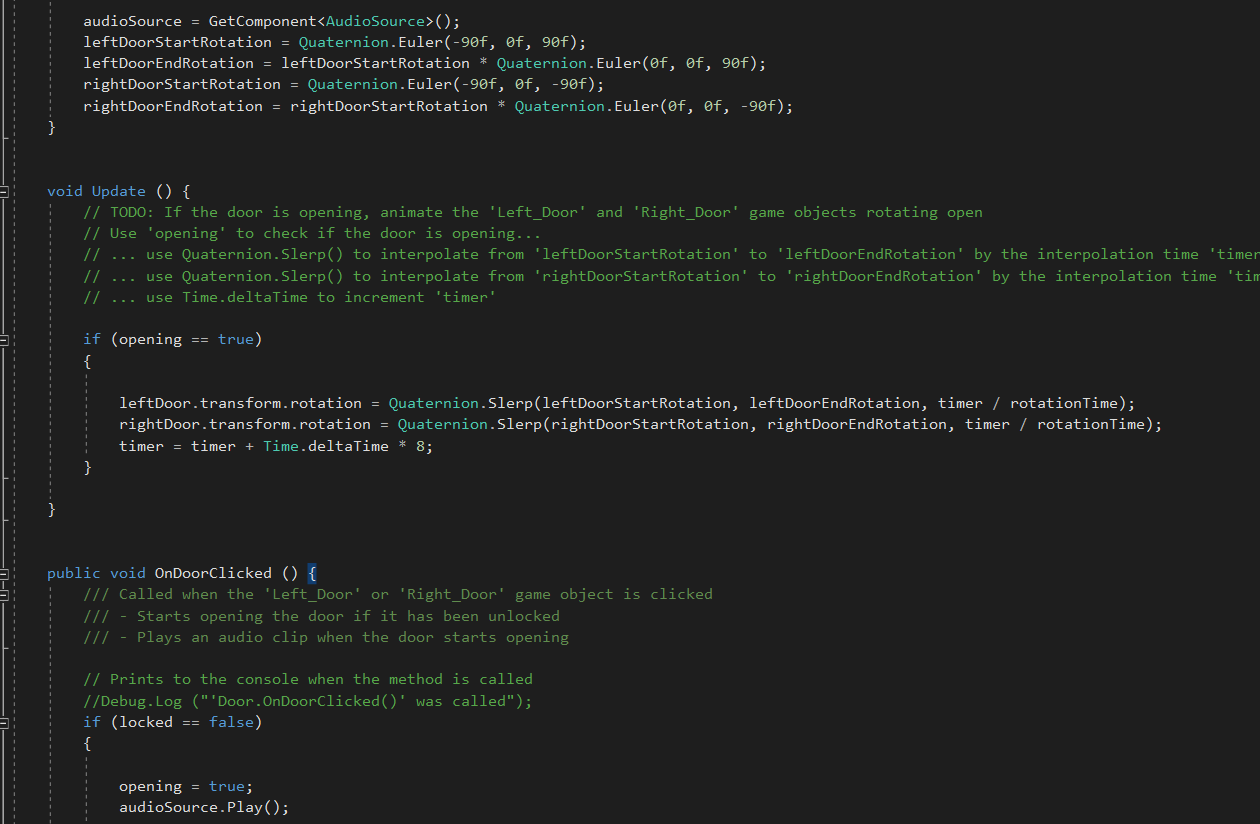 audioSource = GetComponent<AudioSource>();
leftDoorStartRotation = Quaternion.Euler(-90f, 0f, 90f);
leftDoorEndRotation = leftDoorStartRotation * Quaternion.Euler(0f, 0f, 90f);
rightDoorStartRotation = Quaternion.Euler(-90f, 0f, -90f);
rightDoorEndRotation = rightDoorStartRotation * Quaternion.Euler(0f, 0f, -90f);
}
void Update () {
// TODO: If the door is opening, animate the 'Left_Door' and 'Right_Door' game objects rotating open
// Use 'opening' to check if the door is opening...
// ... use Quaternion.Slerp() to interpolate from 'leftDoorStartRotation' to 'leftDoorEndRotation' by the interpolation time 'timer
// ... use Quaternion.Slerp() to interpolate from 'rightDoorStartRotation' to 'rightDoorEndRotation' by the interpolation time 'tim
// ... use Time.deltaTime to increment 'timer'
if (opening == true)
{
leftDoor.transform.rotation = Quaternion.Slerp(leftDoorStartRotation, leftDoorEndRotation, timer / rotationTime);
rightDoor.transform.rotation = Quaternion.Slerp(rightDoorStartRotation, rightDoorEndRotation, timer / rotationTime);
timer = timer + Time.deltaTime * 8;
}
}
public void OnDoorClicked () {
/// Called when the 'Left_Door' or 'Right_Door' game object is clicked
/// - Starts opening the door if it has been unlocked
/// - Plays an audio clip when the door starts opening
// Prints to the console when the method is called
//Debug.Log ("'Door.OnDoorClicked()' was called");
if (locked == false)
{
opening = true;
audioSource.Play();